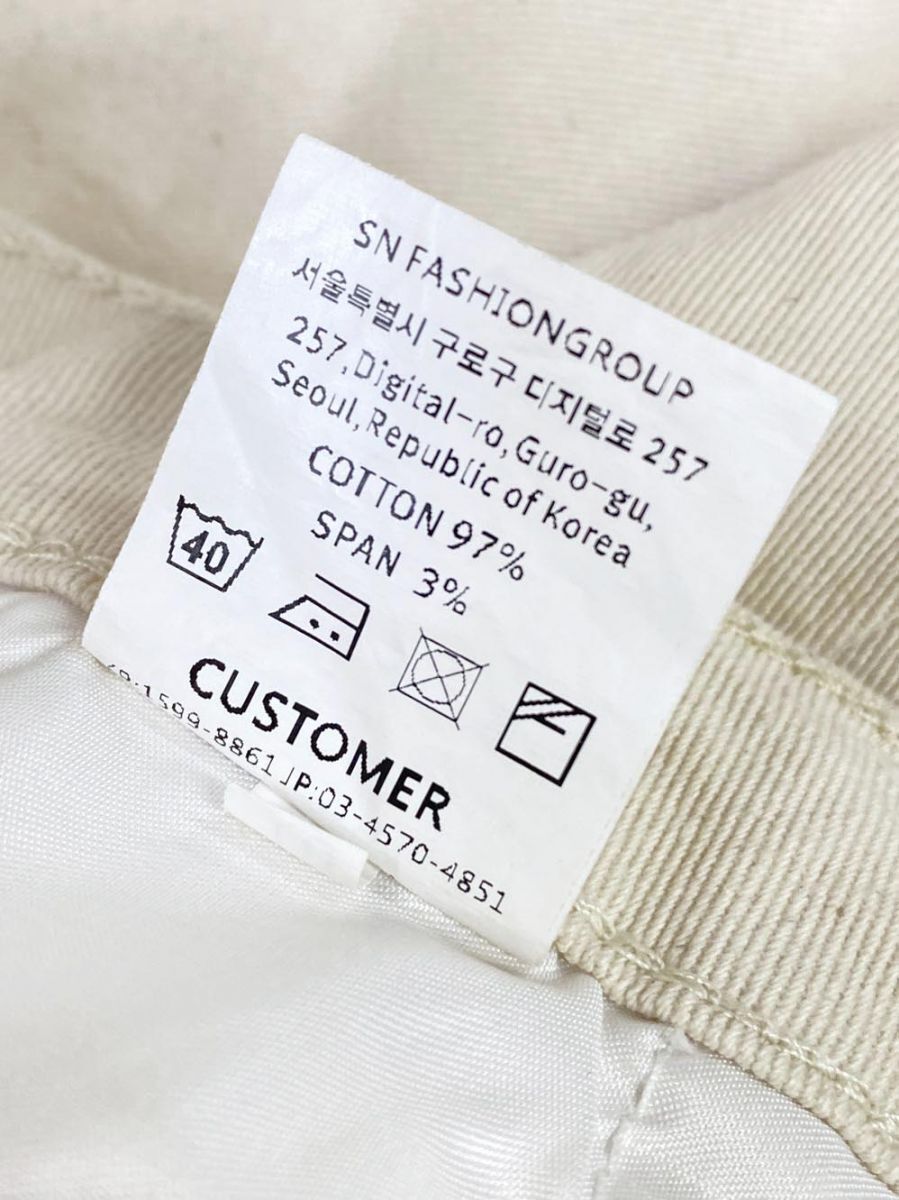 SN FASHIONGROUP
서울특별시 구로구 디지털로 257
257,Digital-ro,Guro-gu,
Seoul,Republic of Korea
COTTON 97%
SPAN 3%
40
CUSTOMER
:1599-8861 JP:03-4570-4851